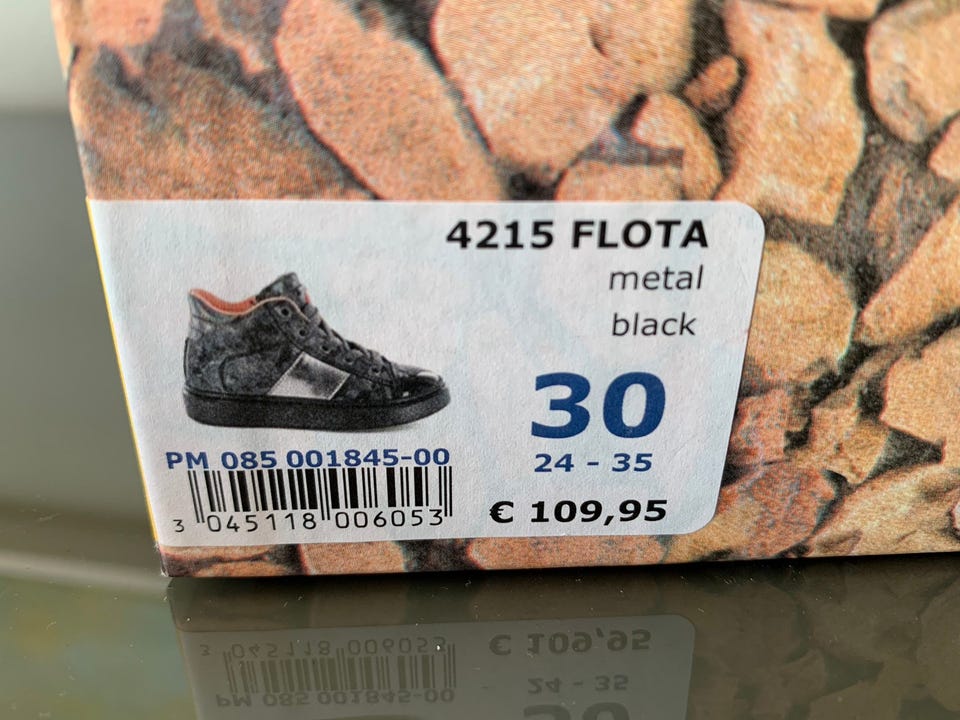 4215 FLOTA
metal
black
30
24 - 35
€ 109,95
PM 085 001845-00
3 045118 006053